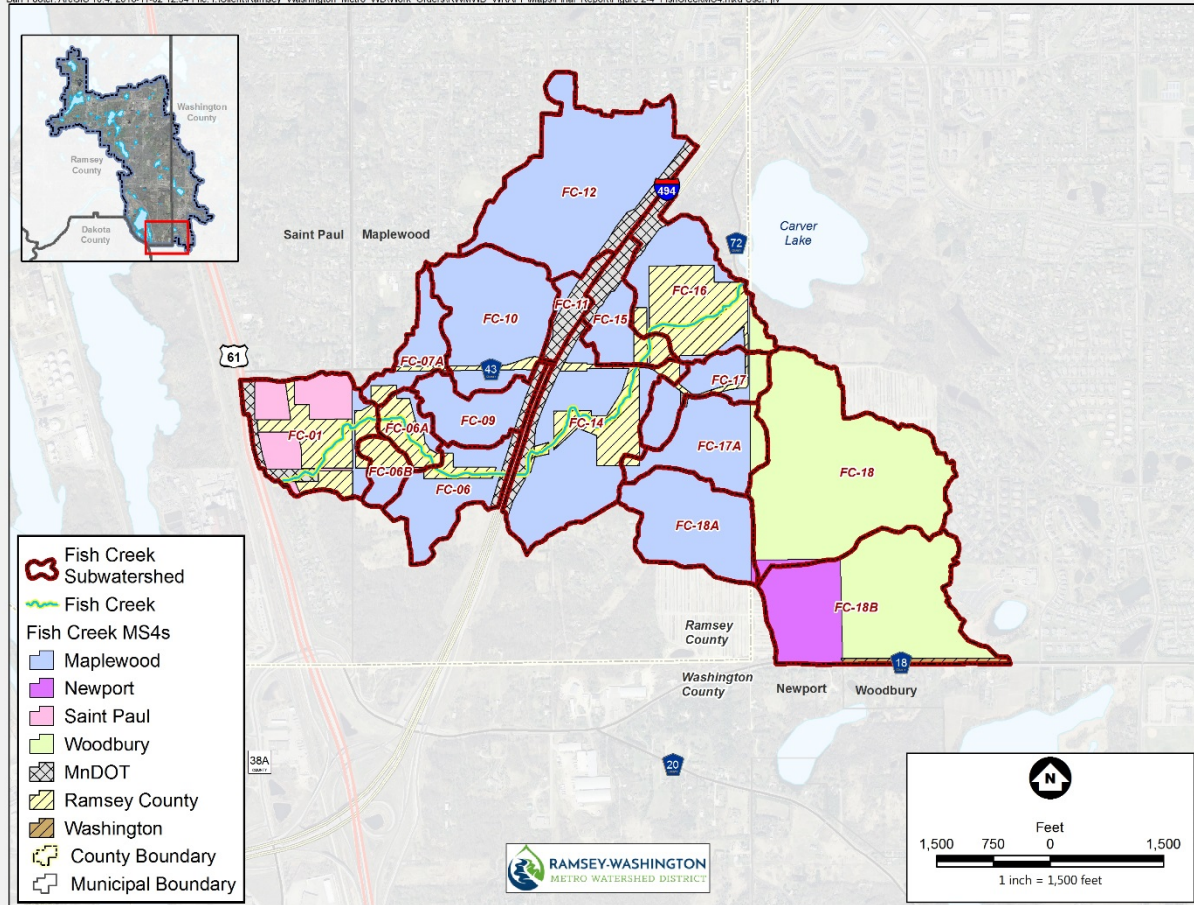 Washington
County
Ramsey
County
Dakota
County
Saint Paul
Maplewood
Carver
Lake
FC-12
494
72
61
FC-10
FC-11
FC-15
FC-16
FC-07A
43
FC-17
FC-01
FC-06A
FC-09
FC-14
FC-17A
FC-06B
FC-06
FC-18
FC-18A
FC-18B
Ramsey
County
Washington
County
Newport
Woodbury
18
20
38A
COUNTY
Fish Creek
Subwatershed
Fish Creek
Fish Creek MS4s
Maplewood
Newport
Saint Paul
Woodbury
MnDOT
Ramsey County
Washington
County Boundary
Municipal Boundary
RAMSEY-WASHINGTON
METRO WATERSHED DISTRICT
N
Feet
1,500 750 0 1,500
1 inch = 1,500 feet